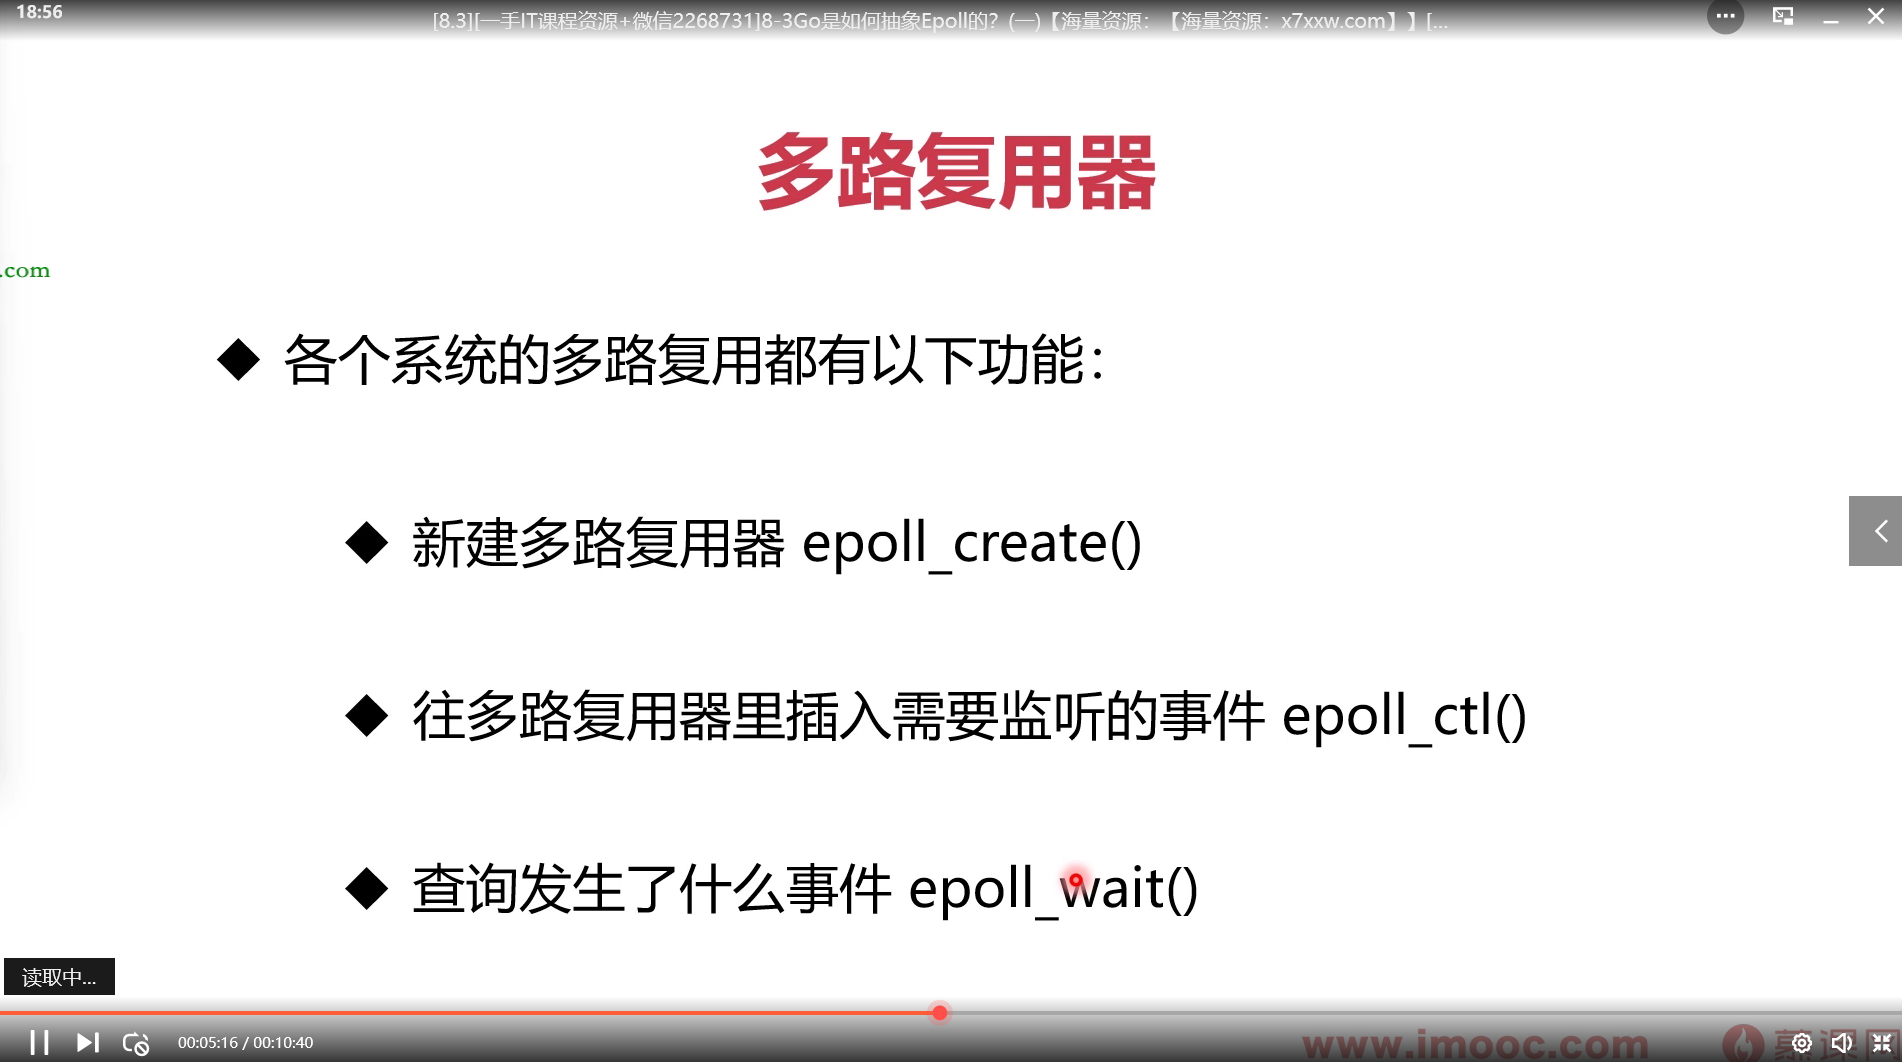 18:56
[8.3][一手IT课程资源+微信2268731]8-3Go是如何抽象Epoll的？(一)【海量资源：【海量资源：x7xxw.com】】[...
多路复用器
.com
各个系统的多路复用都有以下功能：
新建多路复用器 epoll_create()
往多路复用器里插入需要监听的事件 epoll_ctl()
查询发生了什么事件 epoll_wait()
读取中...
00:05:16 / 00:10:40
www.imooc.com